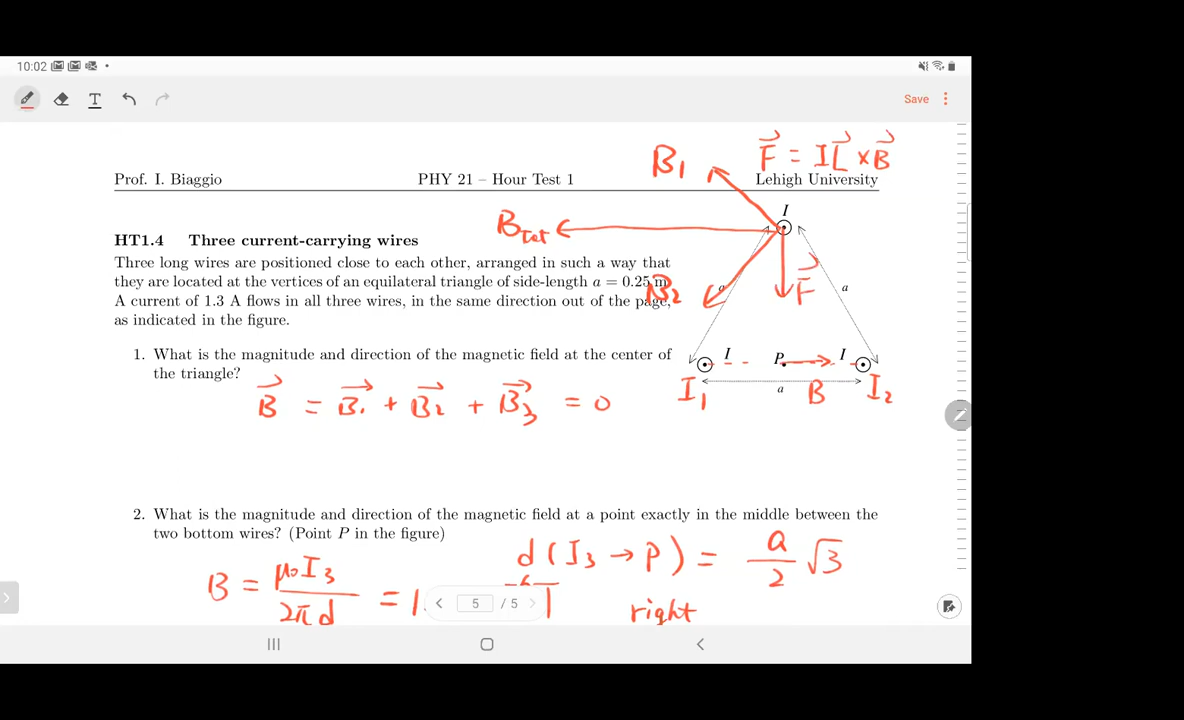 10:02
T
Save
B1
F = IL × B
Prof. I. Biaggio PHY 21 – Hour Test 1 Lehigh University
I
Btot
HT1.4 Three current-carrying wires
Three long wires are positioned close to each other, arranged in such a way that
they are located at the vertices of an equilateral triangle of side-length a = 0.25 m.
A current of 1.3 A flows in all three wires, in the same direction out of the page,
as indicated in the figure.
B2
F
a
a
1. What is the magnitude and direction of the magnetic field at the center of
the triangle?
I P I
I1 a B I2
B = B1 + B2 + B3 = 0
2. What is the magnitude and direction of the magnetic field at a point exactly in the middle between the
two bottom wires? (Point P in the figure)
d (I3 → P) = a/2 √3
B = μ0 I3 / 2π d = 1.
5 / 5
right